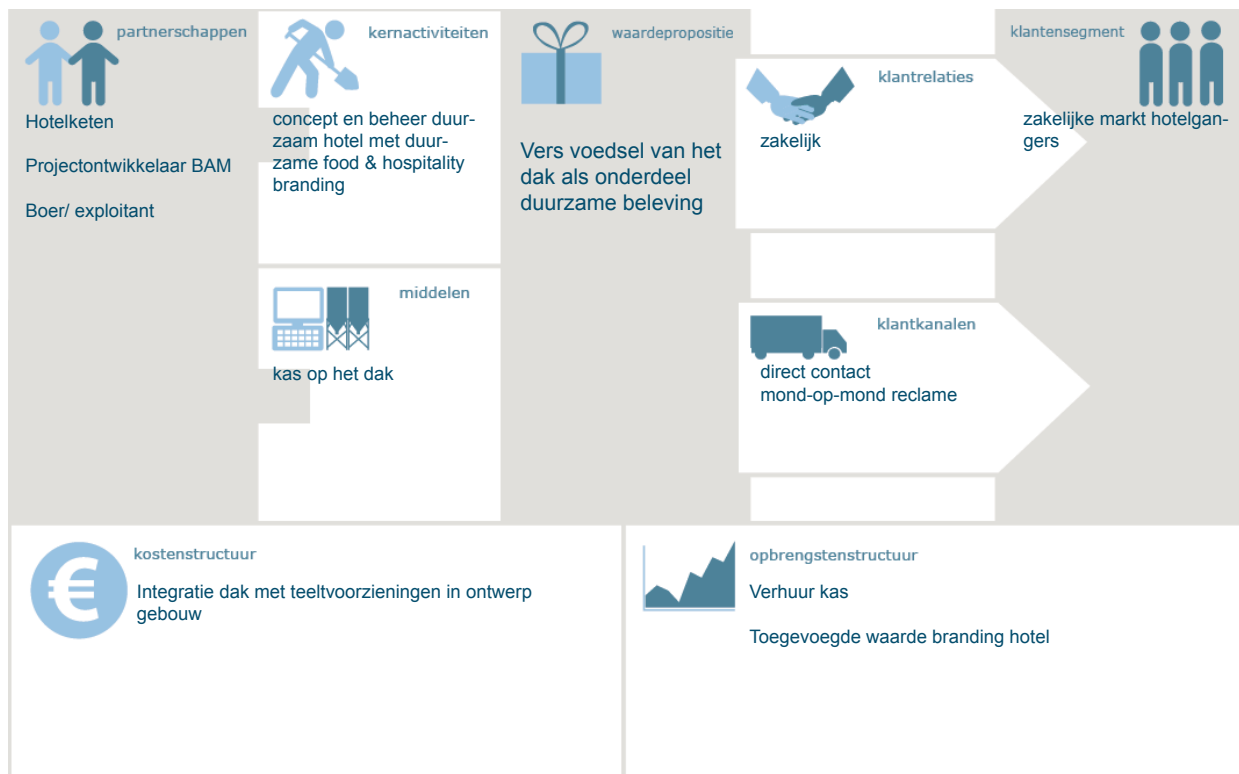 partnerschappen
Hotelketen
Projectontwikkelaar BAM
Boer/ exploitant
kernactiviteiten
concept en beheer duur-
zaam hotel met duur-
zame food & hospitality
branding
middelen
kas op het dak
waardepropositie
Vers voedsel van het
dak als onderdeel
duurzame beleving
klantrelaties
zakelijk
klantkanalen
direct contact
mond-op-mond reclame
klantensegment
zakelijke markt hotelgan-
gers
kostenstructuur
Integratie dak met teeltvoorzieningen in ontwerp
gebouw
opbrengstenstructuur
Verhuur kas
Toegevoegde waarde branding hotel